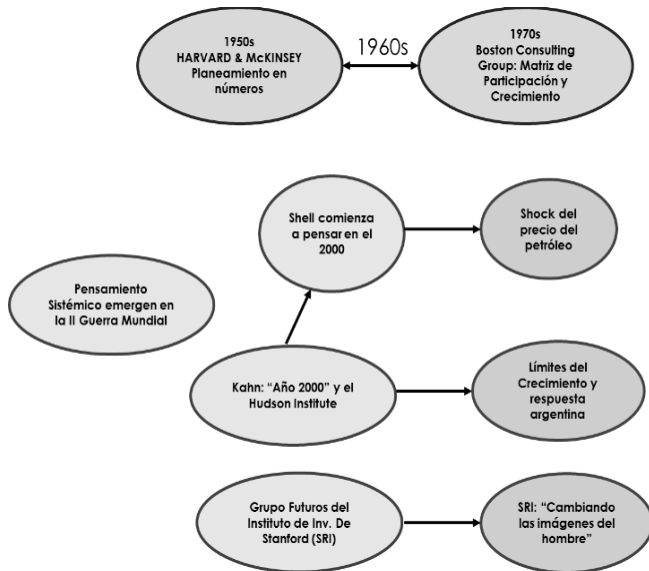 1950s
HARVARD & McKINSEY
Planeamiento en
números
1960s
1970s
Boston Consulting
Group: Matriz de
Participación y
Crecimiento
Shell comienza
a pensar en el
2000
Shock del
precio del
petróleo
Pensamiento
Sistémico emergen en
la II Guerra Mundial
Kahn: “Año 2000” y el
Hudson Institute
Límites del
Crecimiento y
respuesta
argentina
Grupo Futuros del
Instituto de Inv. De
Stanford (SRI)
SRI: “Cambiando
las imágenes del
hombre”